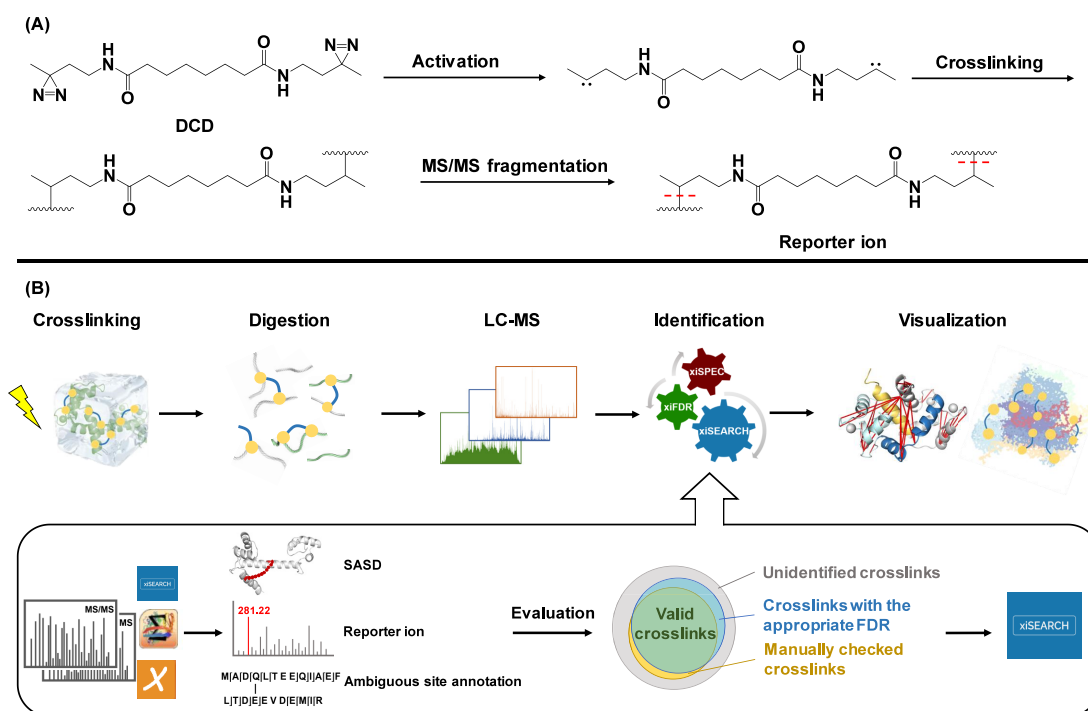 (A)
N=N
H
N
O
O
N
H
N=N
Activation
H
N
O
O
N
H
Crosslinking
DCD
H
N
O
O
N
H
MS/MS fragmentation
H
N
O
O
N
H
Reporter ion
(B)
Crosslinking
Digestion
LC-MS
Identification
Visualization
xiSPEC
xiFDR
xiSEARCH
SASD
xiSEARCH
MS/MS
MS
281.22
Reporter ion
X
M|A|D|Q|L|T E E|Q|I|A|E|F
L|T|D|E|E V D|E|M|I|R
Ambiguous site annotation
Evaluation
Valid
crosslinks
Unidentified crosslinks
Crosslinks with the
appropriate FDR
Manually checked
crosslinks
xiSEARCH